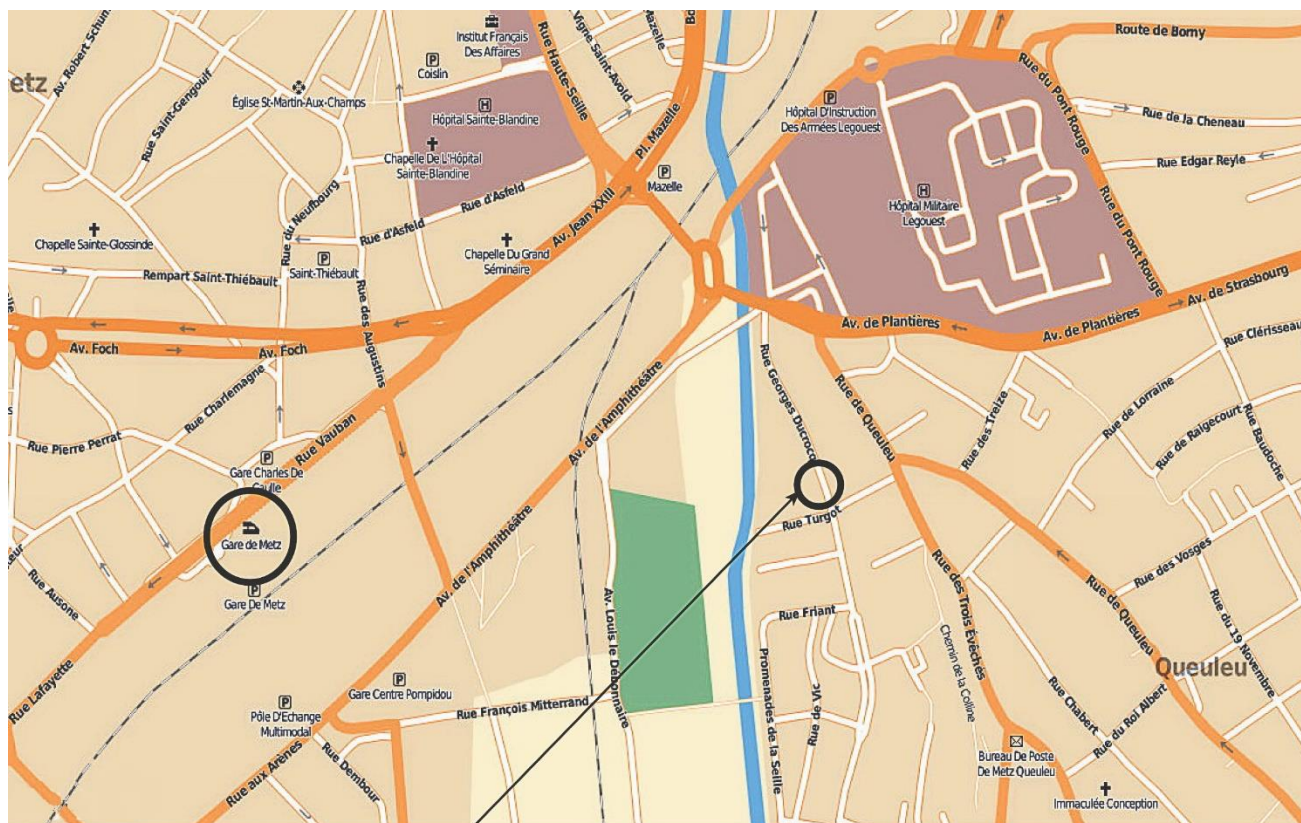 Av. Robert Schum
etz
Rue Saint-Gengoulf
Église St-Martin-Aux-Champs
Institut Français
Des Affaires
Coislin
Rue Haute-Seille
Vigne Saint-Avold
Mazelle
Bo
Route de Borny
Rue du Pont Rouge
Hôpital Sainte-Blandine
Chapelle De L'Hôpital
Sainte-Blandine
Pl. Mazelle
Mazelle
Hôpital D'Instruction
Des Armées Legouest
Rue de la Cheneau
Rue Edgar Reyle
Hôpital Militaire
Legouest
Rue du Pont Rouge
Rue du Neufbourg
Rue d'Asfeld
Rue d'Asfeld
Av. Jean XXIII
Chapelle Sainte-Glossinde
Rempart Saint-Thiébault
Saint-Thiébault
Chapelle Du Grand
Séminaire
Av. de Strasbourg
Av. de Plantières
Av. de Plantières
Rue Clérisseau
Av. Foch
Av. Foch
Rue des Augustins
Rue Charlemagne
Rue Pierre Perrat
Rue Vauban
Gare Charles De
Gaulle
Gare de Metz
Gare De Metz
Av. de l'Amphithéâtre
Av. de l'Amphithéâtre
Rue Georges Ducrocq
Rue de Queuleu
Rue des Treize
Rue de Lorraine
Rue de Raigecourt
Rue Baudoche
Rue Turgot
Rue des Vosges
teur
Rue Ausone
Rue Lafayette
Av. Louis le Débonnaire
Rue Friant
Rue des Trois Évêchés
Chemin de la Colline
Rue de Queuleu
Rue du 19 Novembre
Queuleu
Gare Centre Pompidou
Pôle D'Echange
Multimodal
Rue François Mitterrand
Promenades de la Seille
Rue de Vic
Rue Chabert
Rue du Roi Albert
Rue aux Arènes
Rue Dembour
Bureau De Poste
De Metz Queuleu
Immaculée Conception